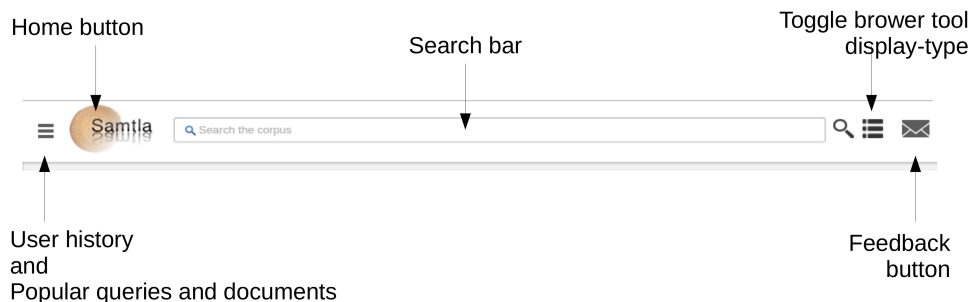 Home button
Search bar
Toggle brower tool
display-type
Samtla
Search the corpus
User history
and
Popular queries and documents
Feedback
button